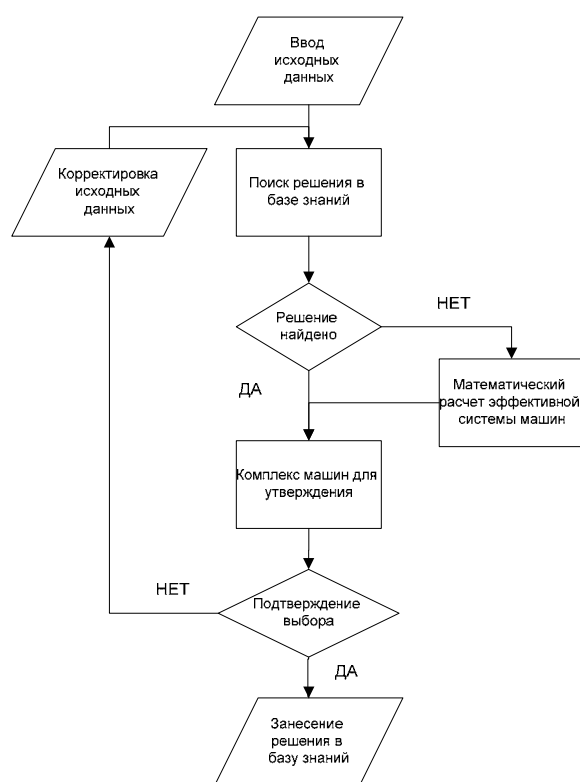 Ввод
исходных
данных
Корректировка
исходных
данных
Поиск решения в
базе знаний
Решение
найдено
НЕТ
ДА
Математический
расчет эффективной
системы машин
Комплекс машин для
утверждения
НЕТ
Подтверждение
выбора
ДА
Занесение
решения в
базу знаний